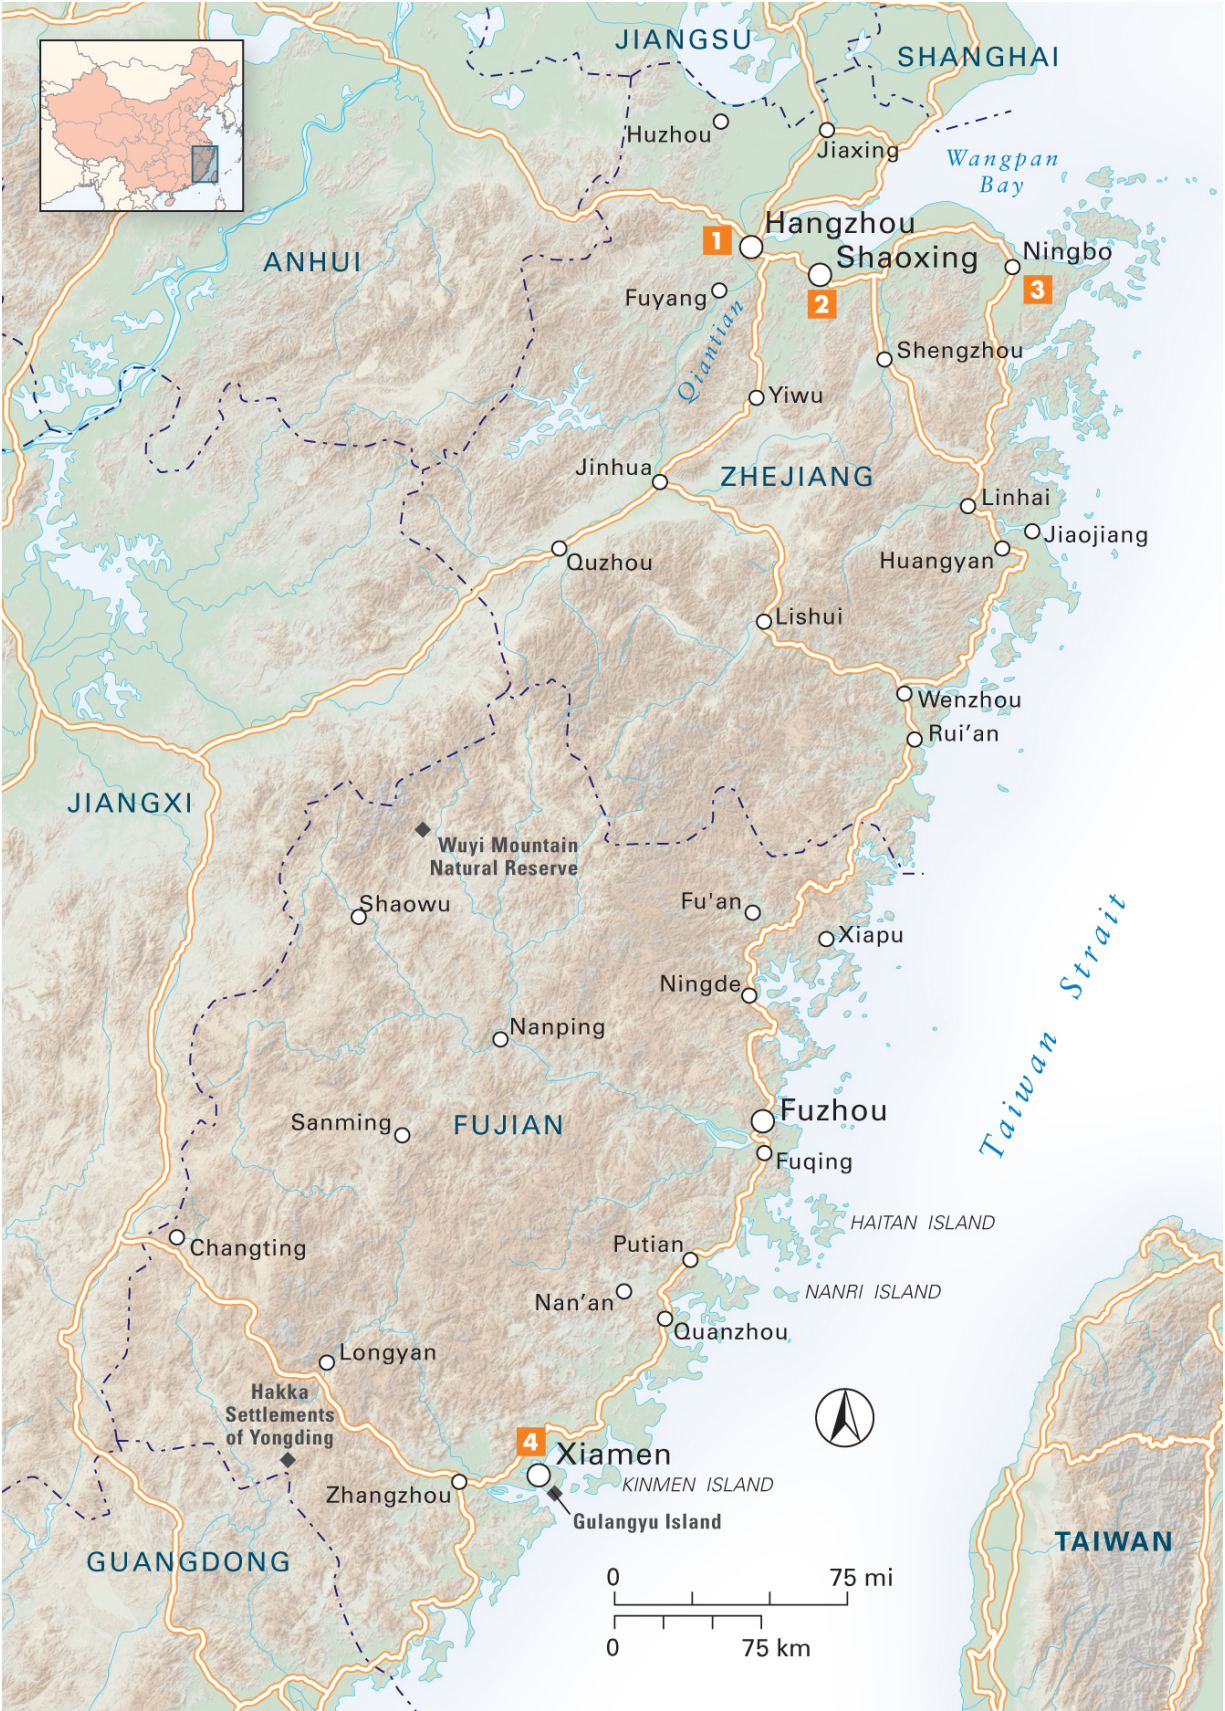 JIANGSU
SHANGHAI
Huzhou
Jiaxing
Wangpan
Bay
Hangzhou
1
Shaoxing
2
Ningbo
3
ANHUI
Fuyang
Qiantian
Shengzhou
Yiwu
Jinhua
ZHEJIANG
Linhai
Jiaojiang
Huangyan
Quzhou
Lishui
Wenzhou
Rui'an
JIANGXI
Wuyi Mountain
Natural Reserve
Shaowu
Fu'an
Xiapu
Ningde
Nanping
Taiwan Strait
Fuzhou
Sanming
FUJIAN
Fuqing
HAITAN ISLAND
Changting
Putian
NANRI ISLAND
Nan'an
Quanzhou
Longyan
Hakka
Settlements
of Yongding
4
Xiamen
KINMEN ISLAND
Zhangzhou
Gulangyu Island
GUANGDONG
TAIWAN
0 75 mi
0 75 km